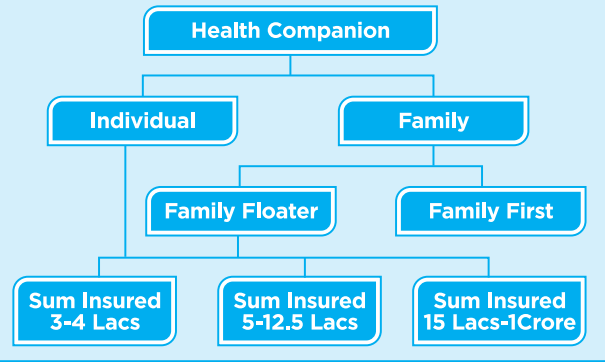 Health Companion
Individual
Family
Family Floater
Family First
Sum Insured
3-4 Lacs
Sum Insured
5-12.5 Lacs
Sum Insured
15 Lacs-1Crore